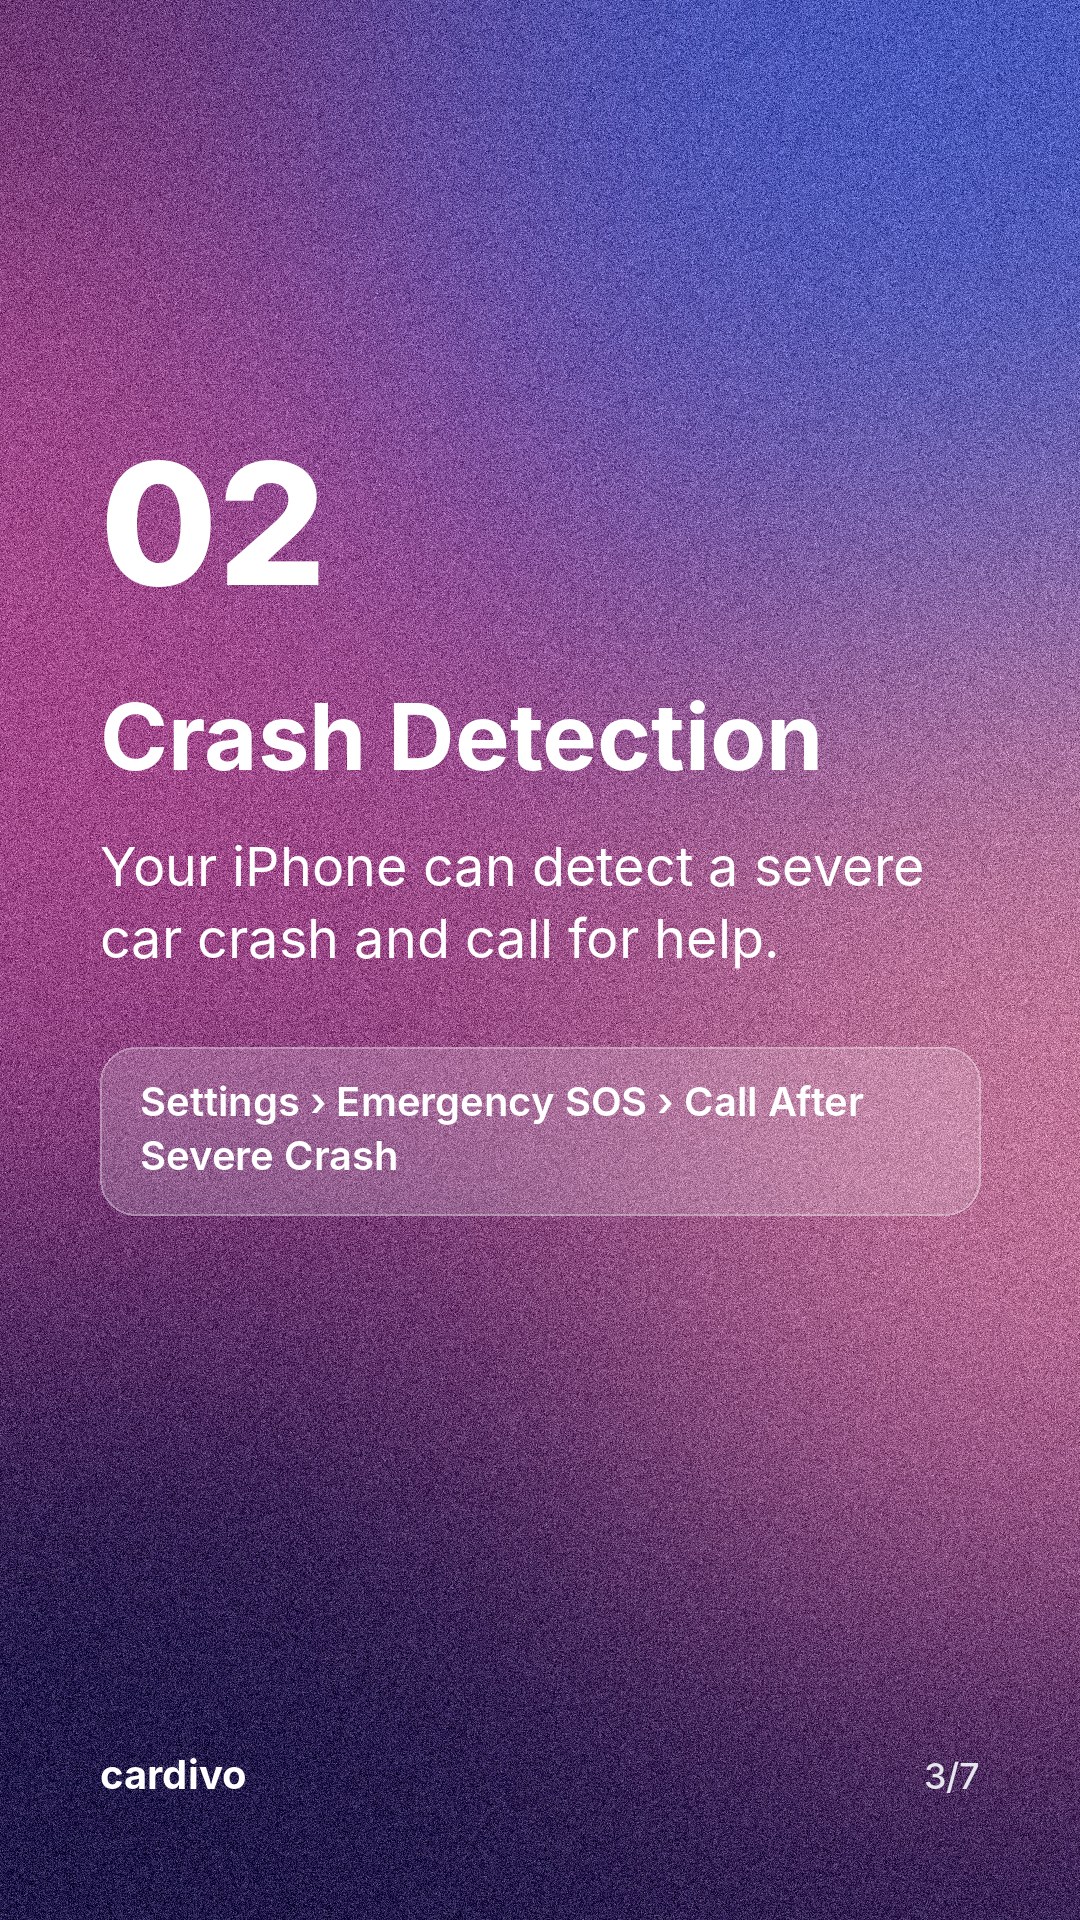 02
Crash Detection
Your iPhone can detect a severe
car crash and call for help.
Settings › Emergency SOS › Call After
Severe Crash
cardivo
3/7